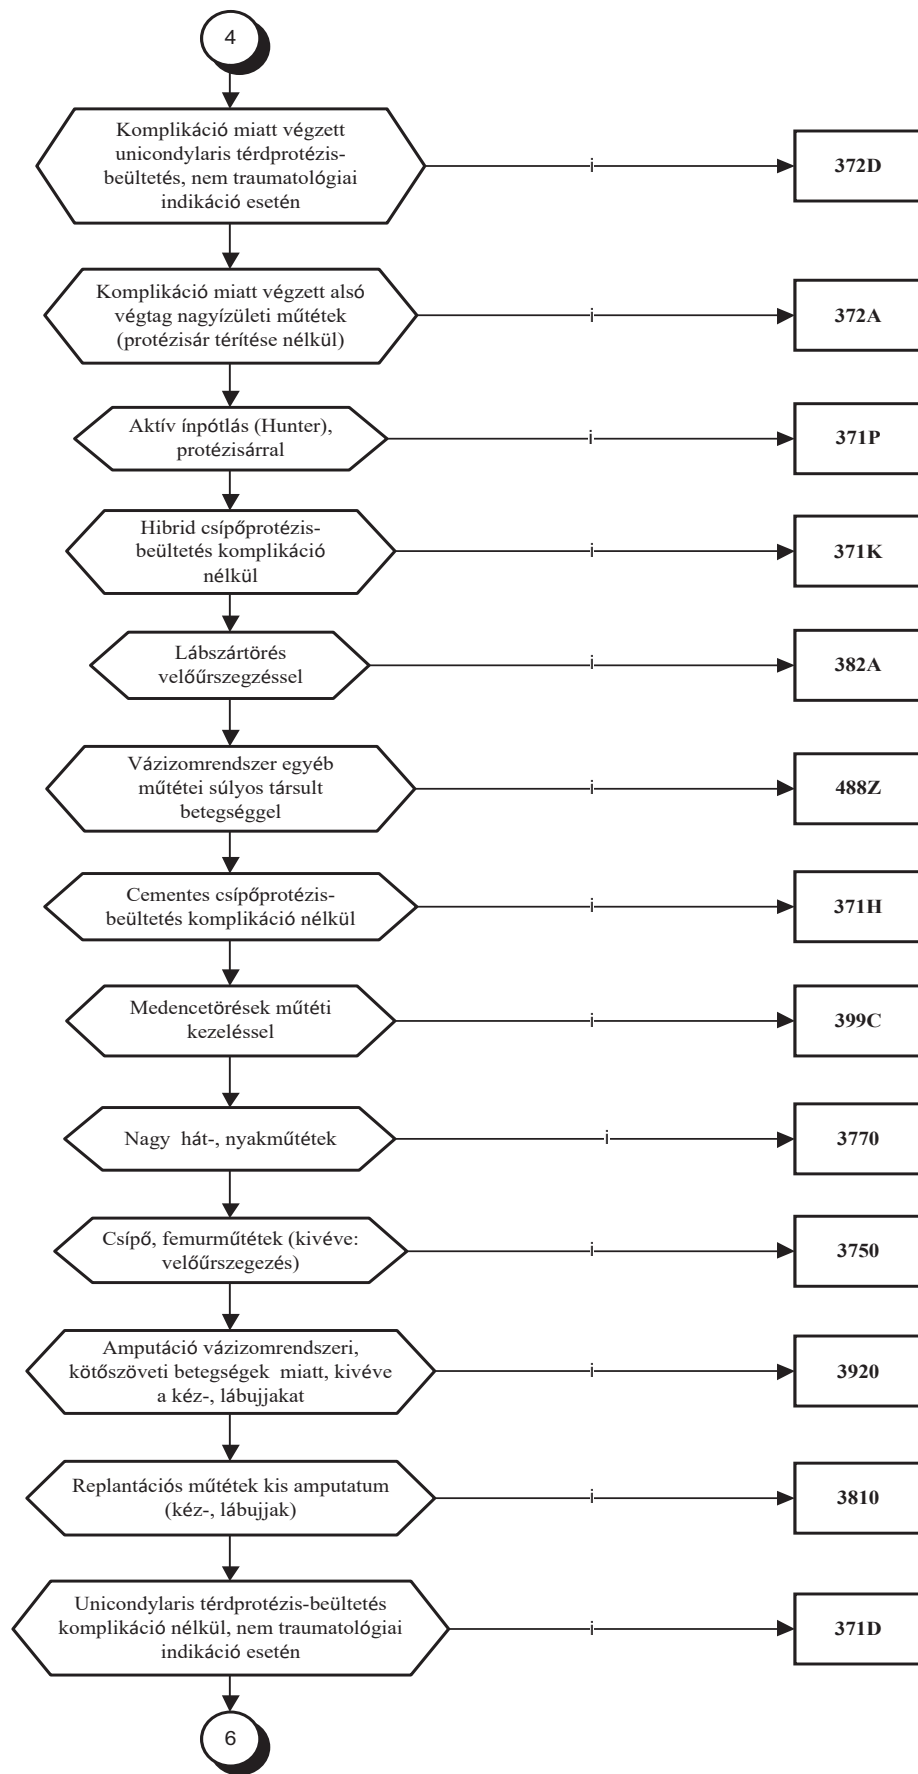 4
Komplikáció miatt végzett
unicondylaris térdprotézis-
beültetés, nem traumatológiai
indikáció esetén
i
372D
Komplikáció miatt végzett alsó
végtag nagyízületi műtétek
(protézisár térítése nélkül)
i
372A
Aktív ínpótlás (Hunter),
protézisárral
i
371P
Hibrid csípőprotézis-
beültetés komplikáció
nélkül
i
371K
Lábszártörés
velőűrszegzéssel
i
382A
Vázizomrendszer egyéb
műtétei súlyos társult
betegséggel
i
488Z
Cementes csípőprotézis-
beültetés komplikáció nélkül
i
371H
Medencetörések műtéti
kezeléssel
i
399C
Nagy hát-, nyakműtétek
i
3770
Csípő, femurműtétek (kivéve:
velőűrszegezés)
i
3750
Amputáció vázizomrendszeri,
kötőszöveti betegségek miatt, kivéve
a kéz-, lábujjakat
i
3920
Replantációs műtétek kis amputatum
(kéz-, lábujjak)
i
3810
Unicondylaris térdprotézis-beültetés
komplikáció nélkül, nem traumatológiai
indikáció esetén
i
371D
6